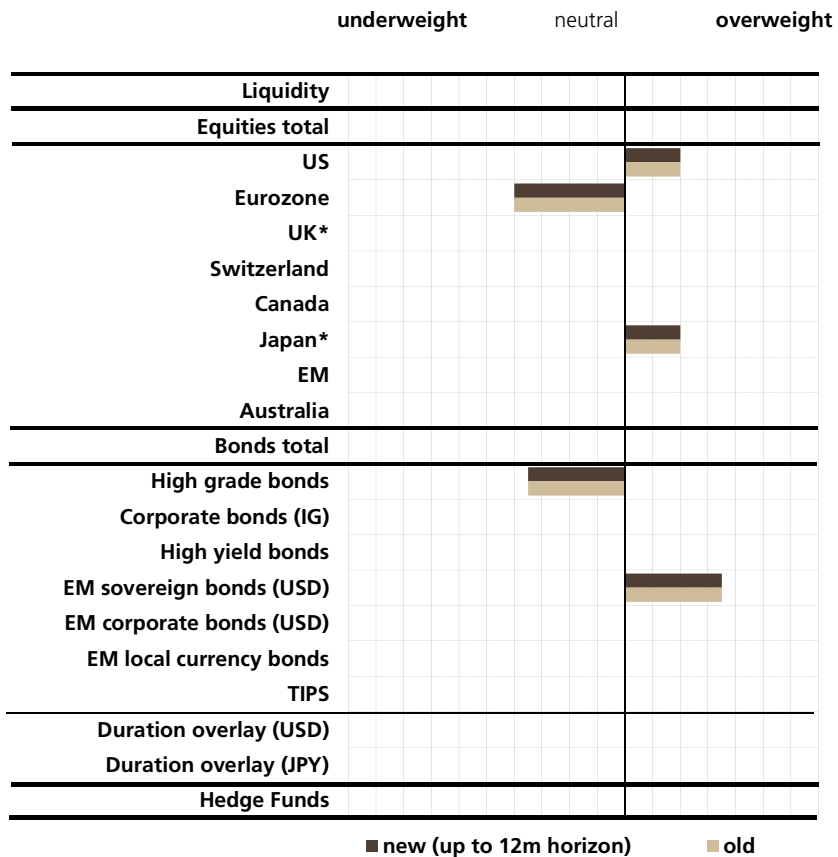 underweight neutral overweight
Liquidity
Equities total
US
Eurozone
UK*
Switzerland
Canada
Japan*
EM
Australia
Bonds total
High grade bonds
Corporate bonds (IG)
High yield bonds
EM sovereign bonds (USD)
EM corporate bonds (USD)
EM local currency bonds
TIPS
Duration overlay (USD)
Duration overlay (JPY)
Hedge Funds
new (up to 12m horizon) old